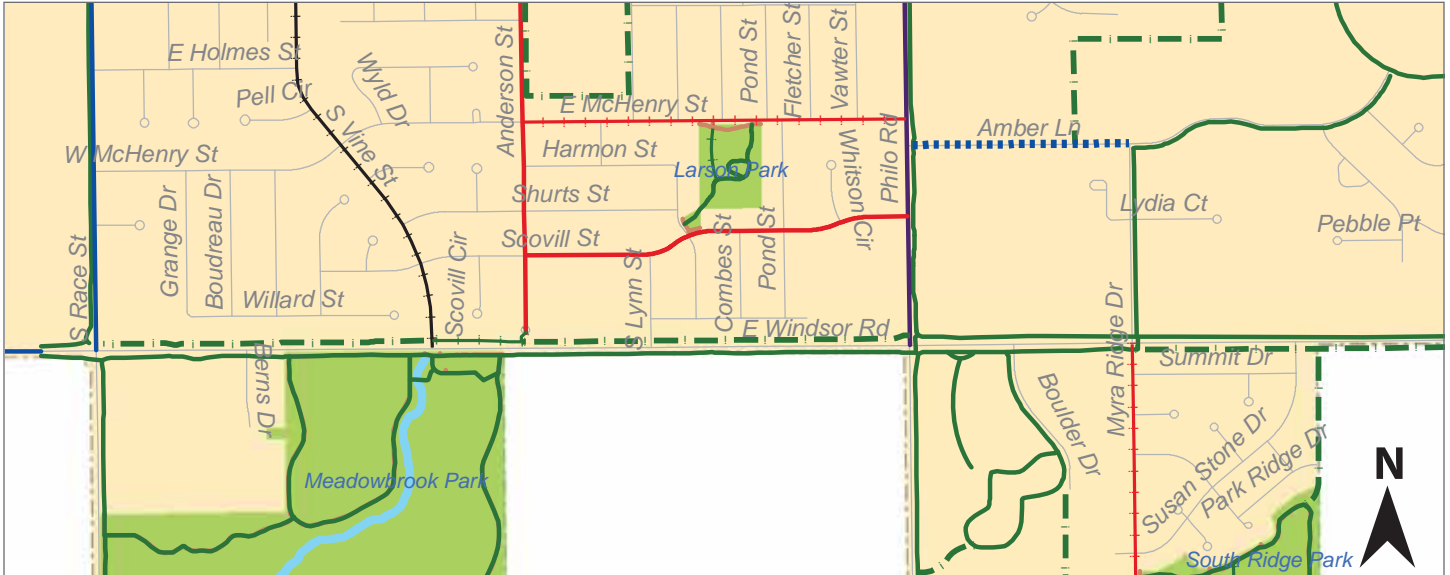 E Holmes St
Pell Cir
Wyld Dr
S Vine St
Anderson St
E McHenry St
Pond St
Fletcher St
Vawter St
Philo Rd
Amber Ln
W McHenry St
Harmon St
Larson Park
Whitson Cir
Shurts St
Grange Dr
Boudreau Dr
Lydia Ct
Pebble Pt
S Race St
Willard St
Scovill Cir
Scovill St
S Lynn St
Combes St
Pond St
E Windsor Rd
Myra Ridge Dr
Summit Dr
Berns Dr
Boulder Dr
Susan Stone Dr
Park Ridge Dr
Meadowbrook Park
South Ridge Park
N